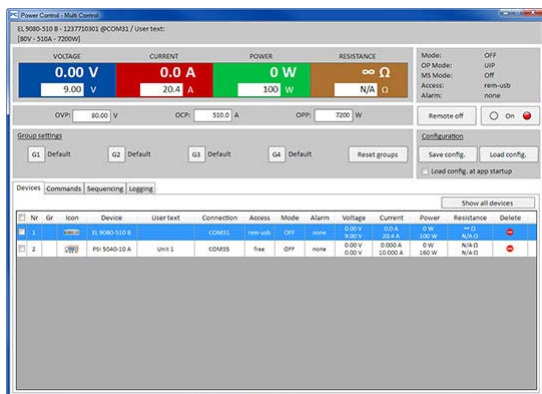 Power Control - Multi Control
EL 9080-510 B - 1237710301 @COM31 / User text:
[80V - 510A - 7200W]
VOLTAGE CURRENT POWER RESISTANCE
0.00 V 0.0 A 0 W ∞ Ω
9.00 V 20.4 A 100 W N/A Ω
Mode: OFF
OP Mode: UIP
MS Mode: Off
Access: rem-usb
Alarm: none
OVP: 80.00 V OCP: 510.0 A OPP: 7200 W
Remote off On
Group settings
G1 Default G2 Default G3 Default G4 Default Reset groups
Configuration
Save config. Load config.
Load config. at app startup
Devices Commands Sequencing Logging
Show all devices
Nr Gr Icon Device User text Connection Access Mode Alarm Voltage Current Power Resistance Delete
1 EL 9080-510 B COM31 rem-usb OFF none 0.00 V 0.0 A 0 W ∞ Ω
9.00 V 20.4 A 100 W N/A Ω
2 PSI 5040-10 A Unit 1 COM35 free OFF none 0.00 V 0.000 A 0 W N/A Ω
0.00 V 10.000 A 160 W N/A Ω